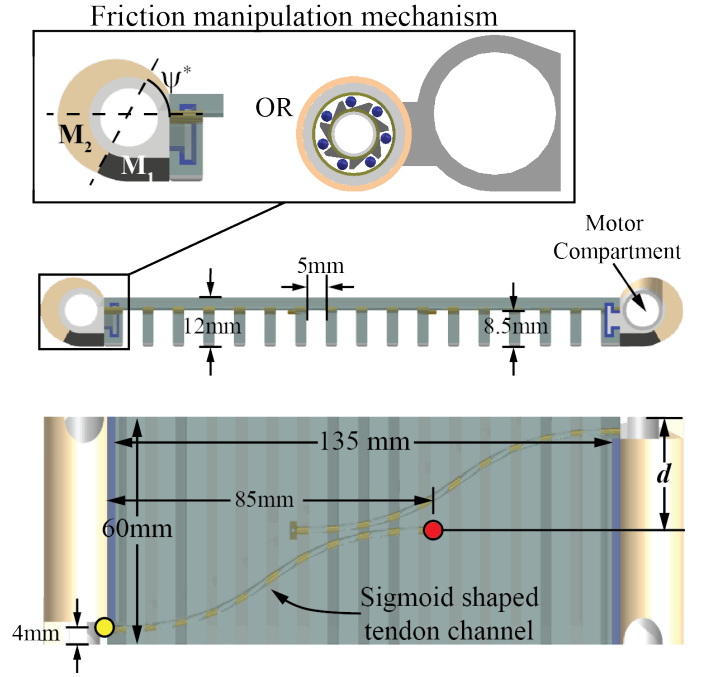 Friction manipulation mechanism
ψ*
M₂
M₁
OR
Motor
Compartment
5mm
12mm
8.5mm
135 mm
85mm
d
60mm
4mm
Sigmoid shaped
tendon channel